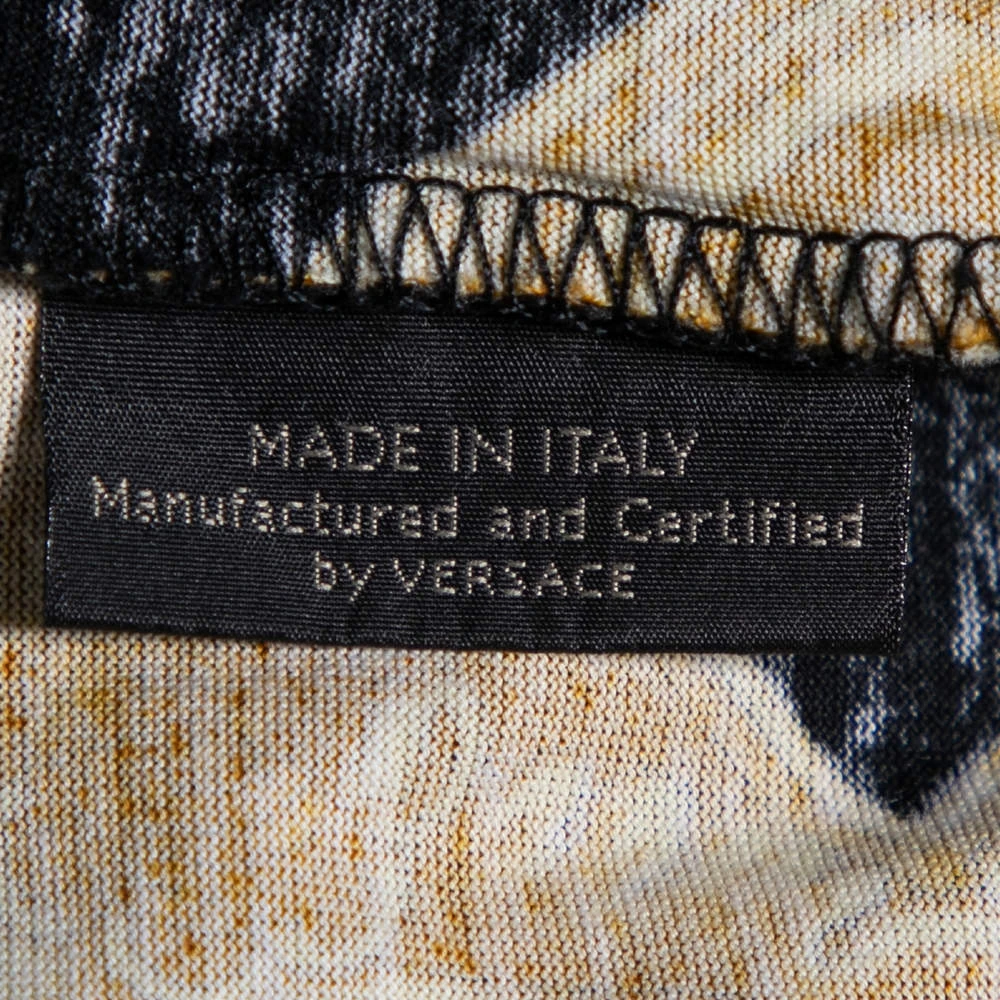 MADE IN ITALY
Manufactured and Certified
by VERSACE